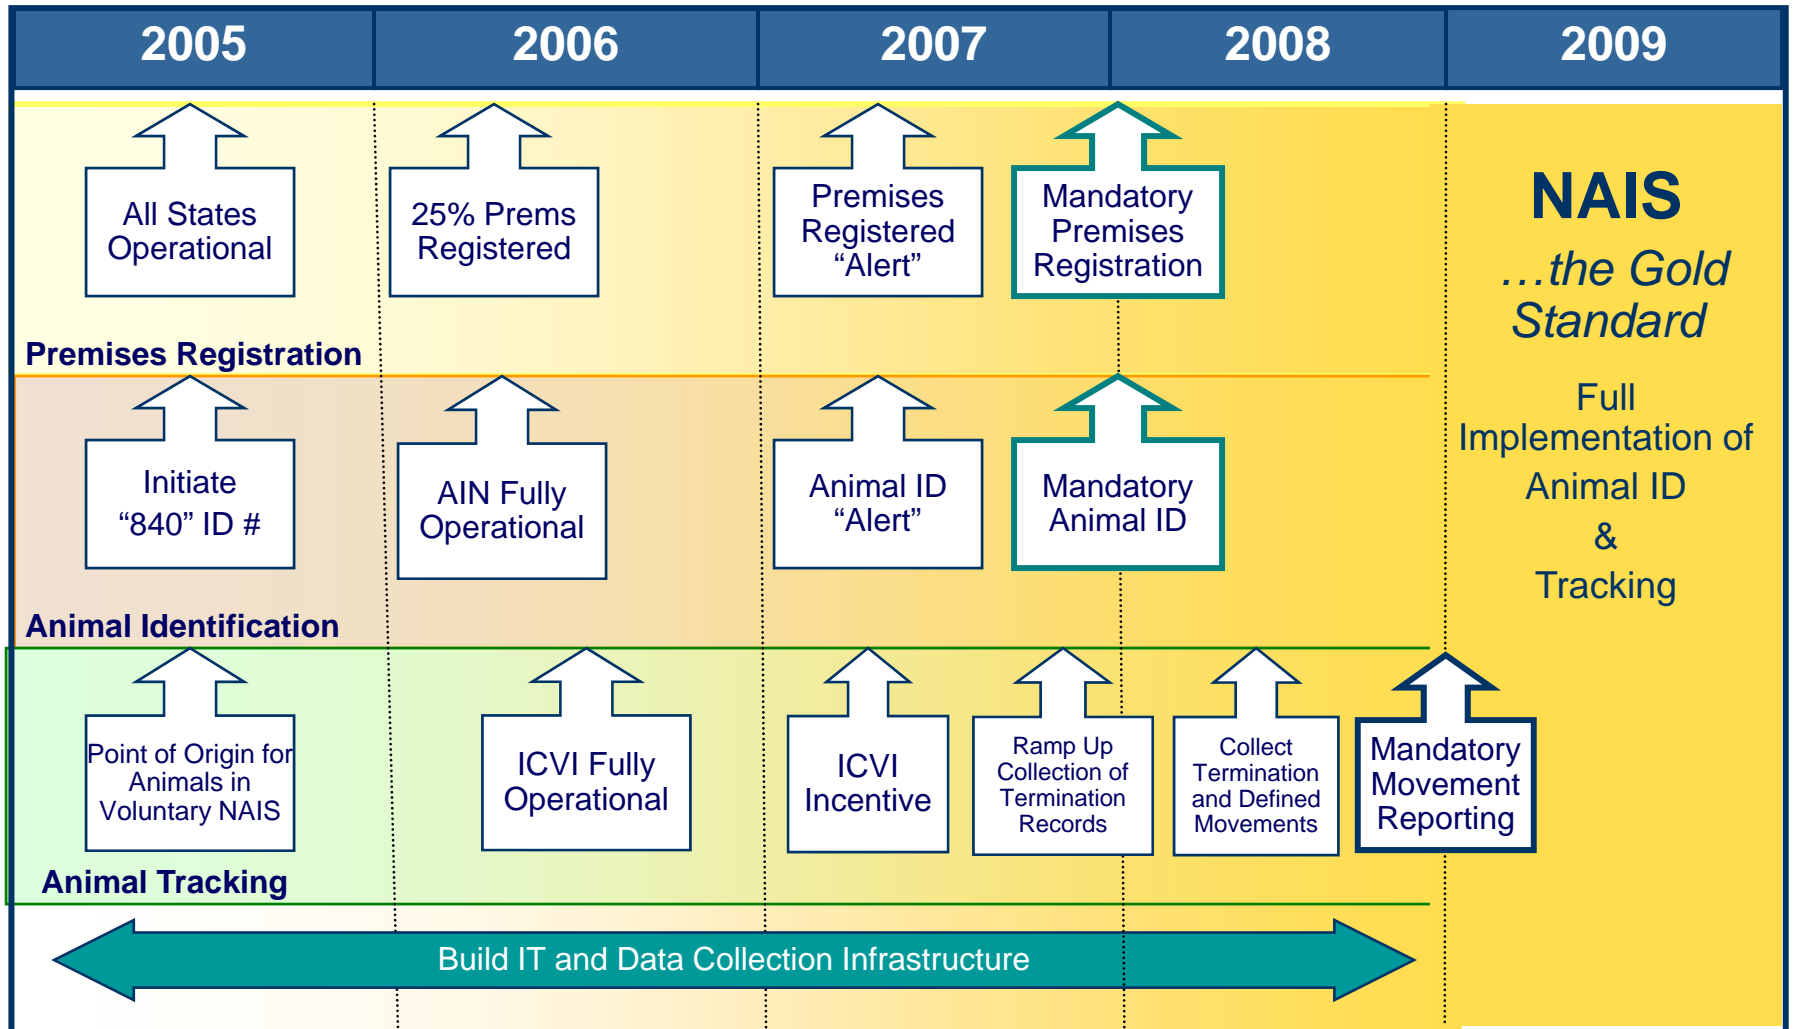 2005
2006
2007
2008
2009
All States
Operational
25% Prems
Registered
Premises
Registered
“Alert”
Mandatory
Premises
Registration
Premises Registration
Initiate
“840” ID #
AIN Fully
Operational
Animal ID
“Alert”
Mandatory
Animal ID
Animal Identification
Point of Origin for
Animals in
Voluntary NAIS
ICVI Fully
Operational
ICVI
Incentive
Ramp Up
Collection of
Termination
Records
Collect
Termination
and Defined
Movements
Mandatory
Movement
Reporting
Animal Tracking
Build IT and Data Collection Infrastructure
NAIS
…the Gold
Standard
Full
Implementation of
Animal ID
&
Tracking